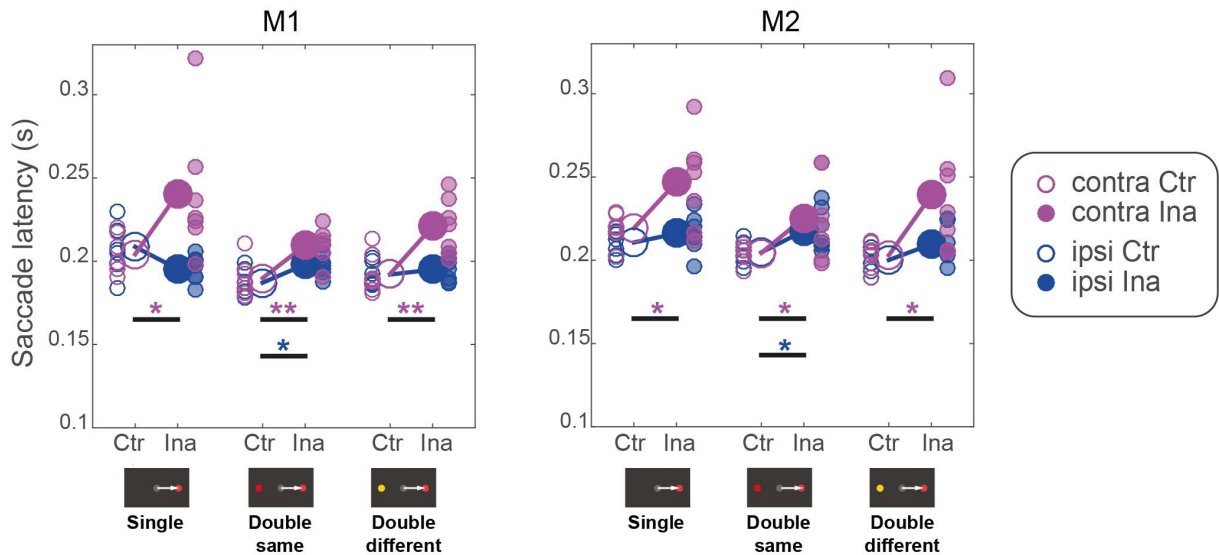 M1
M2
Saccade latency (s)
0.3
0.25
0.2
0.15
0.1
*
**
**
*
Ctr Ina Ctr Ina Ctr Ina
Single
Double same
Double different
0.3
0.25
0.2
0.15
0.1
*
*
*
*
Ctr Ina Ctr Ina Ctr Ina
Single
Double same
Double different
contra Ctr
contra Ina
ipsi Ctr
ipsi Ina